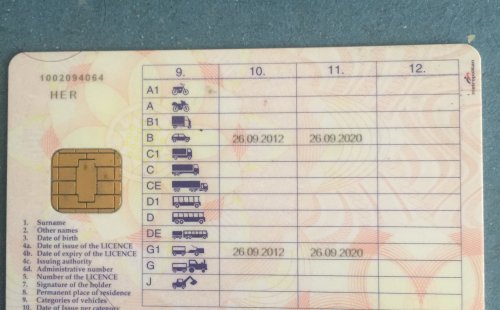 1002094064
HER
9. 10. 11. 12.
A1
A
B1
B 26.09.2012 26.09.2020
C1
C
CE
D1
D
DE
G1 26.09.2012 26.09.2020
G
J
1. Surname
2. Other names
3. Date of birth
4a. Date of issue of the LICENCE
4b. Date of expiry of the LICENCE
4c. Issuing authority
6d. Administrative number
5. Number of the LICENCE
7. Signature of the holder
8. Permanent place of residence
9. Categories of vehicles
10. Date of Issue per category